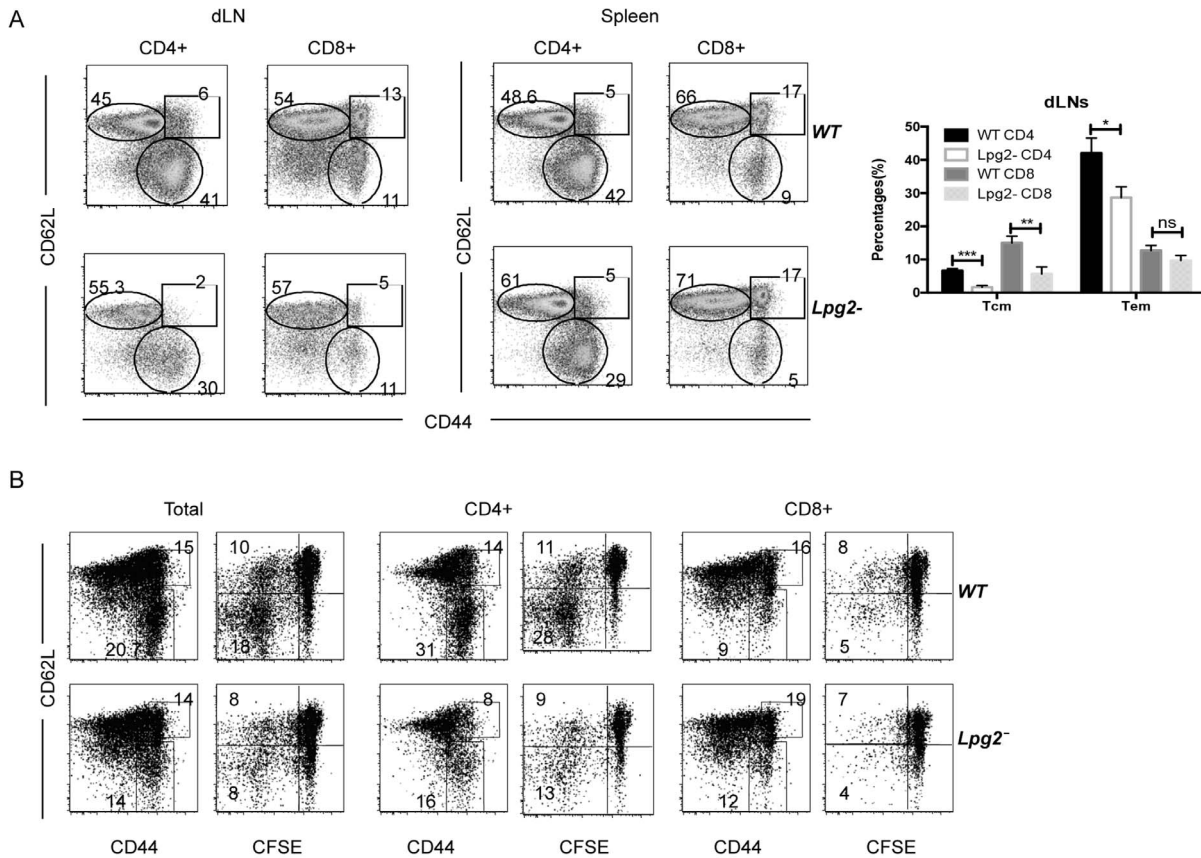 A
dLN Spleen
CD4+ CD8+ CD4+ CD8+
45 6 54 13 48.6 5 66 17
WT
41 11 42 9
CD62L CD62L
55.3 2 57 5 61 5 71 17
Lpg2-
30 11 29 5
CD44
dLNs
50
40
30
20
10
0
Percentages(%)
WT CD4
Lpg2- CD4
WT CD8
Lpg2- CD8
*** ** * ns
Tcm Tem
B
Total CD4+ CD8+
15 10 14 11 16 8
WT
20.7 18 31 28 9 5
CD62L
14 8 8 9 19 7
Lpg2⁻
14 8 16 13 12 4
CD44 CFSE CD44 CFSE CD44 CFSE